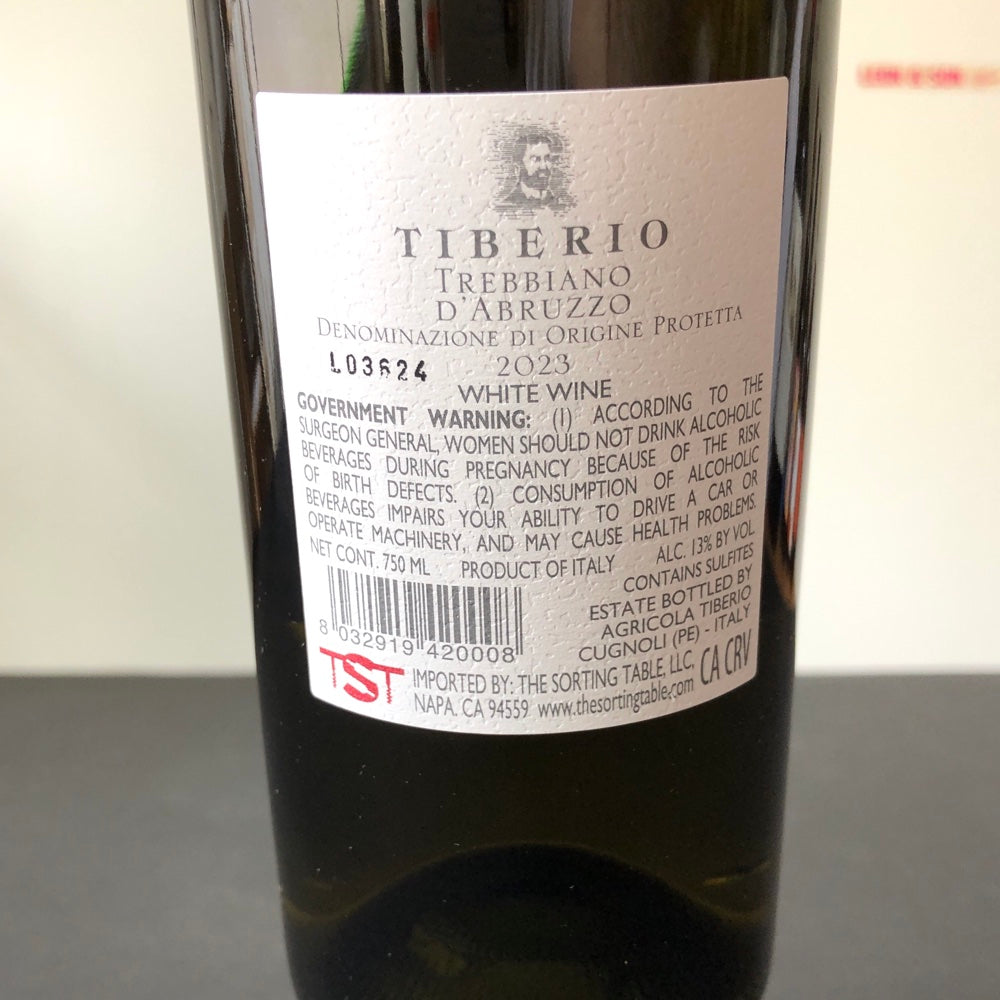 LEON & SON
TIBERIO
TREBBIANO
D'ABRUZZO
DENOMINAZIONE DI ORIGINE PROTETTA
L03624 2023
WHITE WINE
GOVERNMENT WARNING: (1) ACCORDING TO THE
SURGEON GENERAL, WOMEN SHOULD NOT DRINK ALCOHOLIC
BEVERAGES DURING PREGNANCY BECAUSE OF THE RISK
OF BIRTH DEFECTS. (2) CONSUMPTION OF ALCOHOLIC
BEVERAGES IMPAIRS YOUR ABILITY TO DRIVE A CAR OR
OPERATE MACHINERY, AND MAY CAUSE HEALTH PROBLEMS.
NET CONT. 750 ML PRODUCT OF ITALY ALC. 13% BY VOL
CONTAINS SULFITES
ESTATE BOTTLED BY
AGRICOLA TIBERIO
CUGNOLI (PE) - ITALY
8 032919 420008
TST IMPORTED BY: THE SORTING TABLE, LLC, CA CRV
NAPA. CA 94559 www.thesortingtable.com